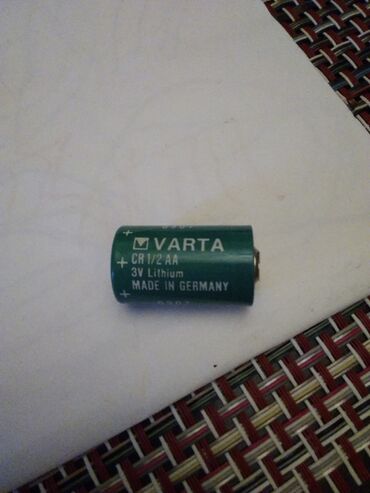 VARTA
+ CR 1/2 AA
3V Lithium
+ MADE IN GERMANY